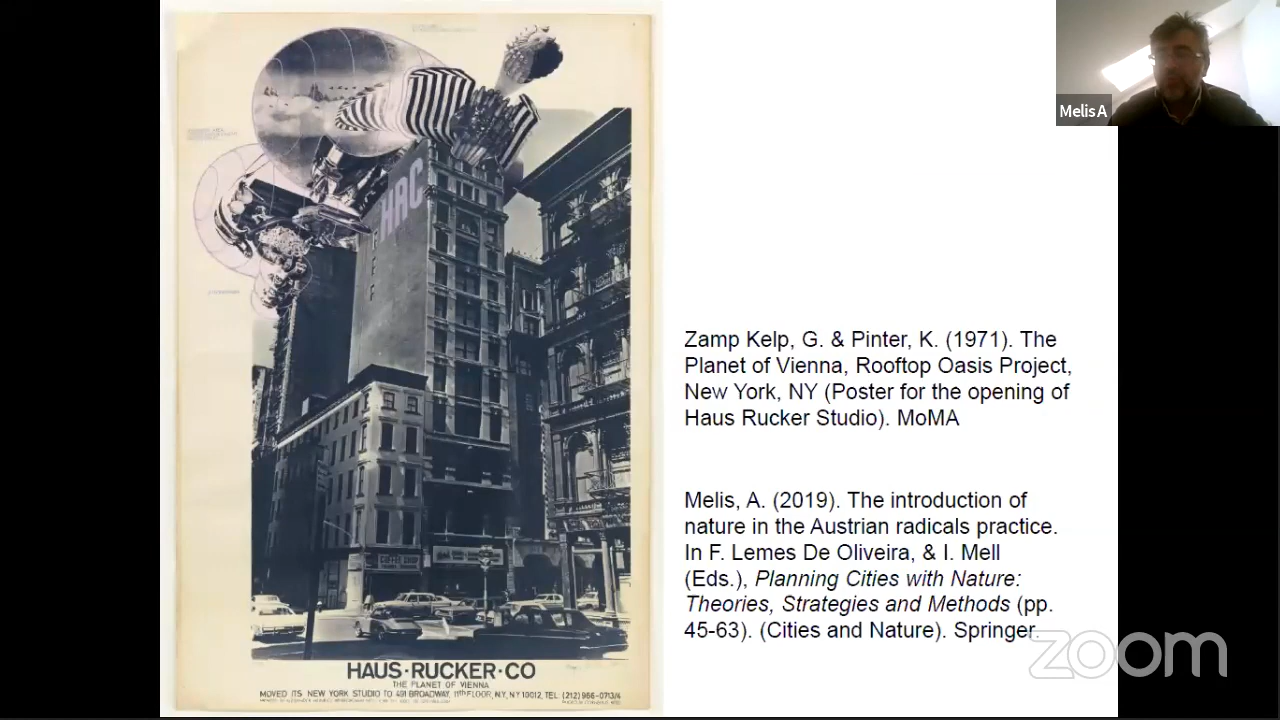 HRC
COFFEE SHOP
HAUS·RUCKER·CO
THE PLANET OF VIENNA
MOVED ITS NEW YORK STUDIO TO 491 BROADWAY, 11TH FLOOR, N.Y., N.Y. 10012, TEL: (212) 966-0713/4
Zamp Kelp, G. & Pinter, K. (1971). The
Planet of Vienna, Rooftop Oasis Project,
New York, NY (Poster for the opening of
Haus Rucker Studio). MoMA
Melis, A. (2019). The introduction of
nature in the Austrian radicals practice.
In F. Lemes De Oliveira, & I. Mell
(Eds.), Planning Cities with Nature:
Theories, Strategies and Methods (pp.
45-63). (Cities and Nature). Springer.
Melis A
zoom